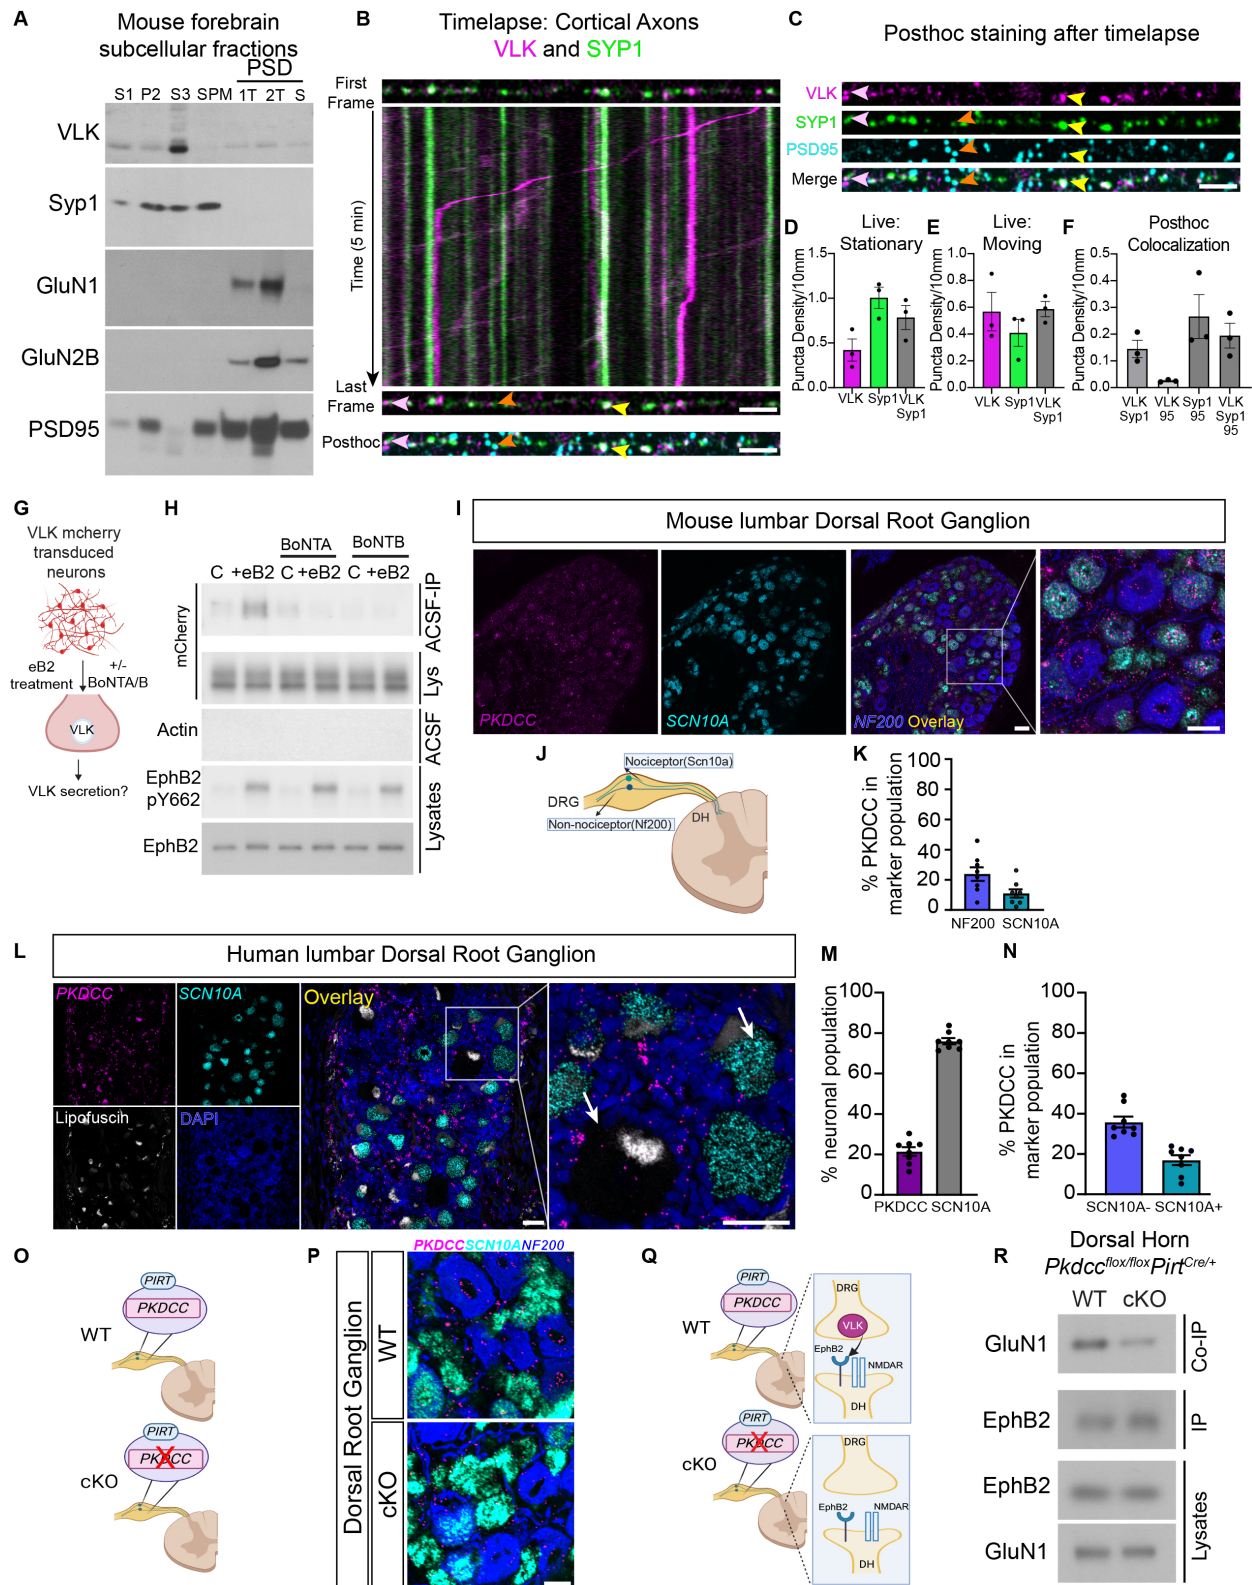 A
Mouse forebrain
subcellular fractions
PSD
S1 P2 S3 SPM 1T 2T S
VLK
Syp1
GluN1
GluN2B
PSD95
B
Timelapse: Cortical Axons
VLK and SYP1
First
Frame
Time (5 min)
Last
Frame
Posthoc
C
Posthoc staining after timelapse
VLK
SYP1
PSD95
Merge
D
Live:
Stationary
Puncta Density/10mm
1.5
1.0
0.5
0.0
VLK Syp1 VLK
Syp1
E
Live:
Moving
Puncta Density/10mm
1.0
0.8
0.6
0.4
0.2
0.0
VLK Syp1 VLK
Syp1
F
Posthoc
Colocalization
Puncta Density/10mm
0.5
0.4
0.3
0.2
0.1
0.0
VLK VLK Syp1 VLK
Syp1 95 95 Syp1
95
G
VLK mcherry
transduced
neurons
eB2 +/-
treatment BoNTA/B
VLK
VLK secretion?
H
BoNTA BoNTB
C +eB2 C +eB2 C +eB2
mCherry
ACSF-IP
Lys
Actin
ACSF
EphB2
pY662
EphB2
Lysates
I
Mouse lumbar Dorsal Root Ganglion
PKDCC
SCN10A
NF200 Overlay
J
Nociceptor(Scn10a)
DRG
Non-nociceptor(Nf200)
DH
K
% PKDCC in
marker population
100
80
60
40
20
0
NF200 SCN10A
L
Human lumbar Dorsal Root Ganglion
PKDCC
SCN10A
Overlay
Lipofuscin
DAPI
M
% neuronal population
100
80
60
40
20
0
PKDCC SCN10A
N
% PKDCC in
marker population
100
80
60
40
20
0
SCN10A- SCN10A+
O
PIRT
PKDCC
WT
PIRT
PKDCC
cKO
P
PKDCCSCN10ANF200
Dorsal Root Ganglion
WT
cKO
Q
PIRT
PKDCC
WT
DRG
VLK
EphB2
NMDAR
DH
PIRT
PKDCC
cKO
DRG
EphB2
NMDAR
DH
R
Dorsal Horn
Pkdccflox/floxPirtCre/+
WT cKO
GluN1
Co-IP
EphB2
IP
EphB2
GluN1
Lysates